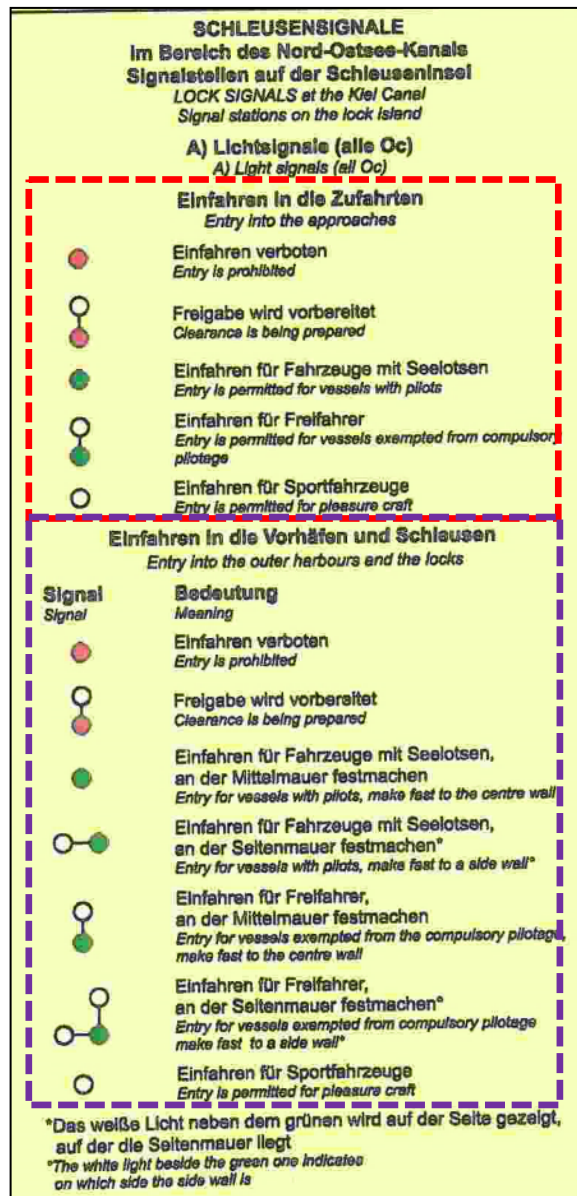 SCHLEUSENSIGNALE
im Bereich des Nord-Ostsee-Kanals
Signalstellen auf der Schleuseninsel
LOCK SIGNALS at the Kiel Canal
Signal stations on the lock island
A) Lichtsignale (alle Oc)
A) Light signals (all Oc)
Einfahren in die Zufahrten
Entry into the approaches
Einfahren verboten
Entry is prohibited
Freigabe wird vorbereitet
Clearance is being prepared
Einfahren für Fahrzeuge mit Seelotsen
Entry is permitted for vessels with pilots
Einfahren für Freifahrer
Entry is permitted for vessels exempted from compulsory
pilotage
Einfahren für Sportfahrzeuge
Entry is permitted for pleasure craft
Einfahren in die Vorhäfen und Schleusen
Entry into the outer harbours and the locks
Signal Bedeutung
Signal Meaning
Einfahren verboten
Entry is prohibited
Freigabe wird vorbereitet
Clearance is being prepared
Einfahren für Fahrzeuge mit Seelotsen,
an der Mittelmauer festmachen
Entry for vessels with pilots, make fast to the centre wall
Einfahren für Fahrzeuge mit Seelotsen,
an der Seitenmauer festmachen*
Entry for vessels with pilots, make fast to a side wall*
Einfahren für Freifahrer,
an der Mittelmauer festmachen
Entry for vessels exempted from the compulsory pilotage,
make fast to the centre wall
Einfahren für Freifahrer,
an der Seitenmauer festmachen*
Entry for vessels exempted from compulsory pilotage
make fast to a side wall*
Einfahren für Sportfahrzeuge
Entry is permitted for pleasure craft
*Das weiße Licht neben dem grünen wird auf der Seite gezeigt,
auf der die Seitenmauer liegt
*The white light beside the green one indicates
on which side the side wall is